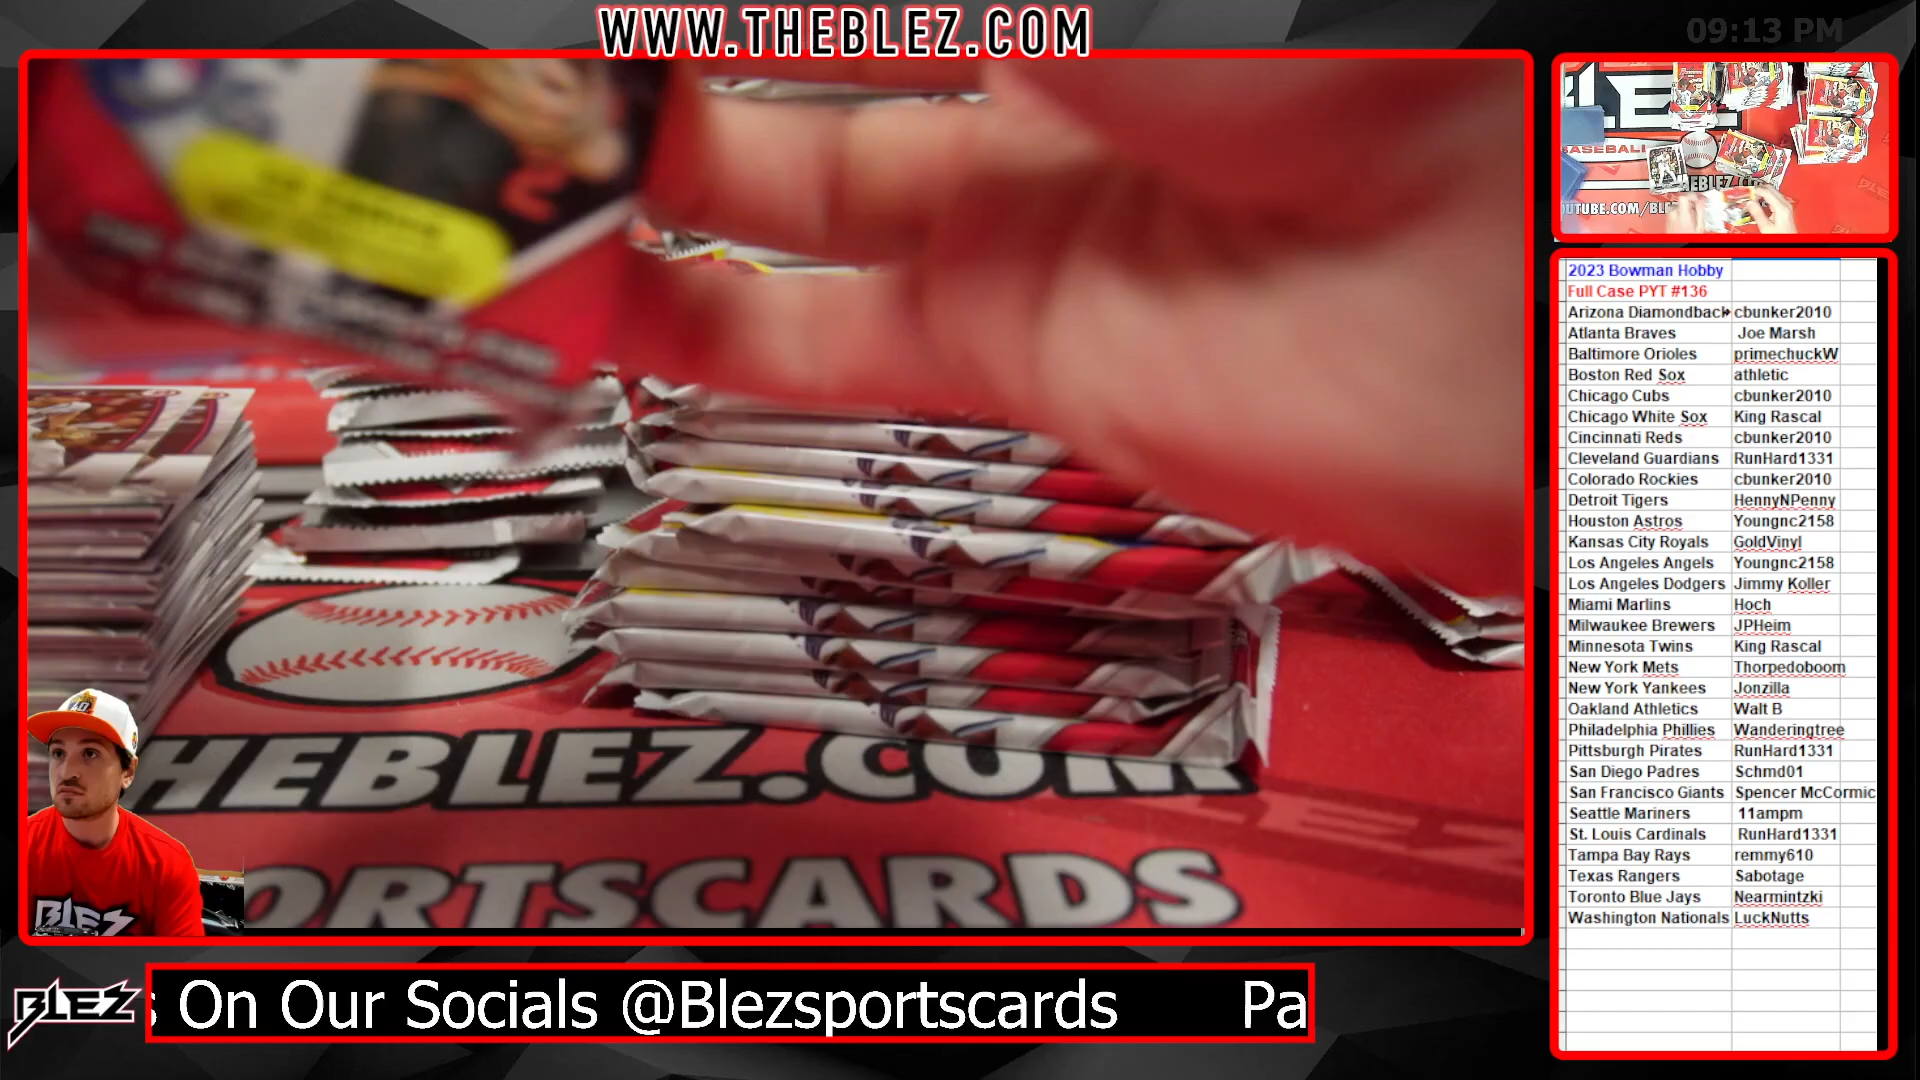 WWW.THEBLEZ.COM
09:13 PM
BASEBALL
THEBLEZ.COM
2023 Bowman Hobby
Full Case PYT #136
Arizona Diamondback cbunker2010
Atlanta Braves Joe Marsh
Baltimore Orioles primechuckW
Boston Red Sox athletic
Chicago Cubs cbunker2010
Chicago White Sox King Rascal
Cincinnati Reds cbunker2010
Cleveland Guardians RunHard1331
Colorado Rockies cbunker2010
Detroit Tigers HennyNPenny
Houston Astros Youngnc2158
Kansas City Royals GoldVinyl
Los Angeles Angels Youngnc2158
Los Angeles Dodgers Jimmy Koller
Miami Marlins Hoch
Milwaukee Brewers JPHeim
Minnesota Twins King Rascal
New York Mets Thorpedoboom
New York Yankees Jonzilla
Oakland Athletics Walt B
Philadelphia Phillies Wanderingtree
Pittsburgh Pirates RunHard1331
San Diego Padres Schmd01
San Francisco Giants Spencer McCormic
Seattle Mariners 11ampm
St. Louis Cardinals RunHard1331
Tampa Bay Rays remmy610
Texas Rangers Sabotage
Toronto Blue Jays Nearmintzki
Washington Nationals LuckNutts
HEBLEZ.COM
ORTSCARDS
BLEZ
BLEZ
s On Our Socials @Blezsportscards Pa